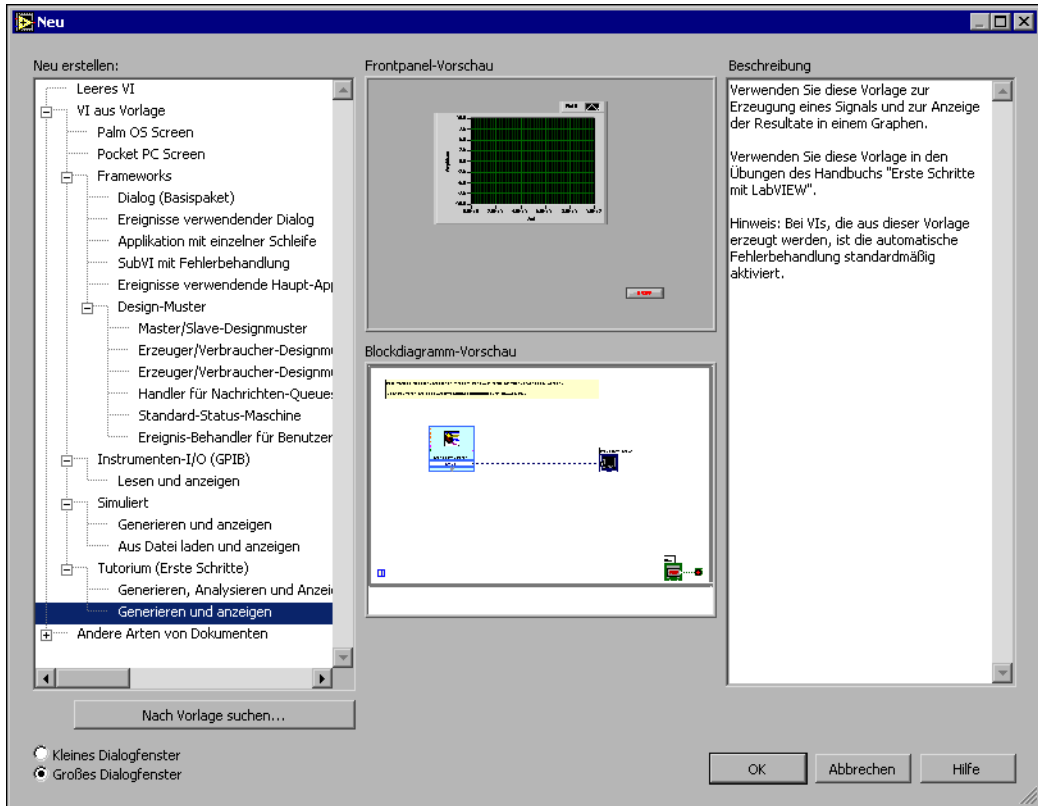 Neu
Neu erstellen:
Leeres VI
VI aus Vorlage
Palm OS Screen
Pocket PC Screen
Frameworks
Dialog (Basispaket)
Ereignisse verwendender Dialog
Applikation mit einzelner Schleife
SubVI mit Fehlerbehandlung
Ereignisse verwendende Haupt-App
Design-Muster
Master/Slave-Designmuster
Erzeuger/Verbraucher-Designmu
Erzeuger/Verbraucher-Designmu
Handler für Nachrichten-Queues
Standard-Status-Maschine
Ereignis-Behandler für Benutzer
Instrumenten-I/O (GPIB)
Lesen und anzeigen
Simuliert
Generieren und anzeigen
Aus Datei laden und anzeigen
Tutorium (Erste Schritte)
Generieren, Analysieren und Anzei
Generieren und anzeigen
Andere Arten von Dokumenten
Nach Vorlage suchen...
Kleines Dialogfenster
Großes Dialogfenster
Frontpanel-Vorschau
Blockdiagramm-Vorschau
Beschreibung
Verwenden Sie diese Vorlage zur
Erzeugung eines Signals und zur Anzeige
der Resultate in einem Graphen.
Verwenden Sie diese Vorlage in den
Übungen des Handbuchs "Erste Schritte
mit LabVIEW".
Hinweis: Bei VIs, die aus dieser Vorlage
erzeugt werden, ist die automatische
Fehlerbehandlung standardmäßig
aktiviert.
OK
Abbrechen
Hilfe